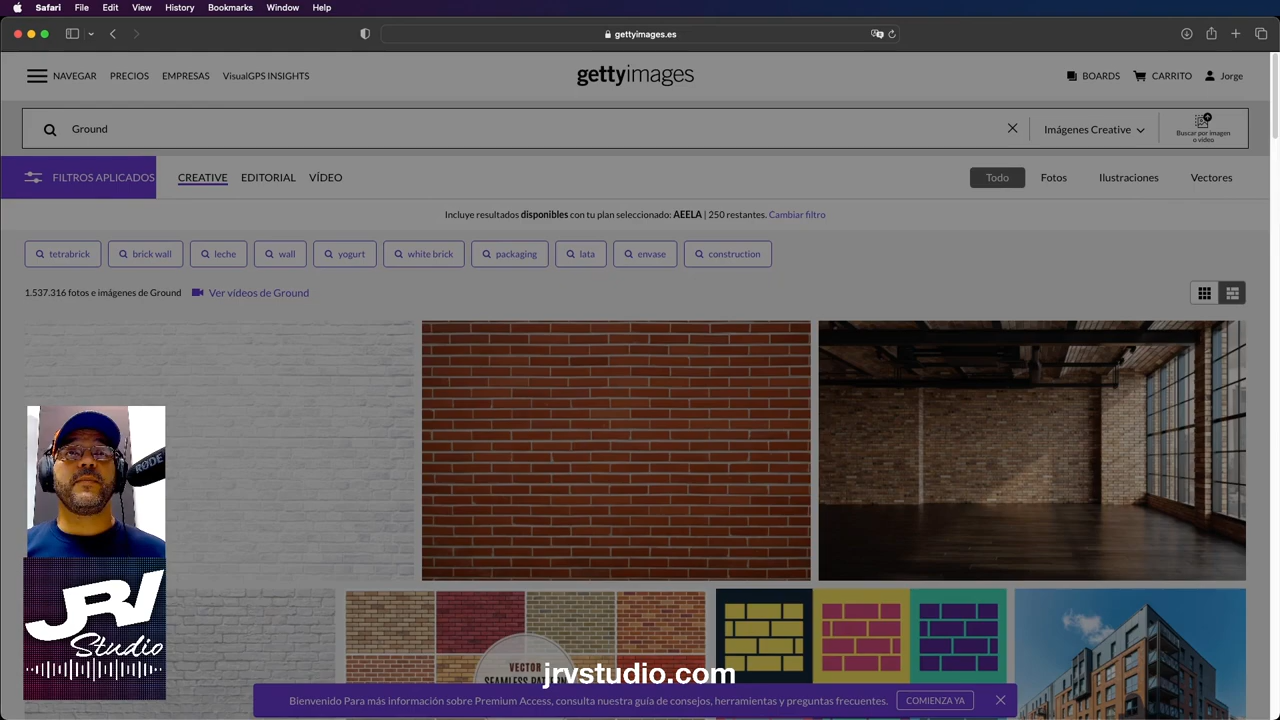 Safari File Edit View History Bookmarks Window Help
gettyimages.es
NAVEGAR PRECIOS EMPRESAS VisualGPS INSIGHTS
gettyimages
BOARDS CARRITO Jorge
Ground
Imágenes Creative
Buscar por imagen
o vídeo
FILTROS APLICADOS
CREATIVE EDITORIAL VÍDEO
Todo Fotos Ilustraciones Vectores
Incluye resultados disponibles con tu plan seleccionado: AEELA | 250 restantes. Cambiar filtro
tetrabrick brick wall leche wall yogurt white brick packaging lata envase construction
1.537.316 fotos e imágenes de Ground Ver vídeos de Ground
RØDE
Studio
VECTOR
jrvstudio.com
Bienvenido Para más información sobre Premium Access, consulta nuestra guía de consejos, herramientas y preguntas frecuentes. COMIENZA YA